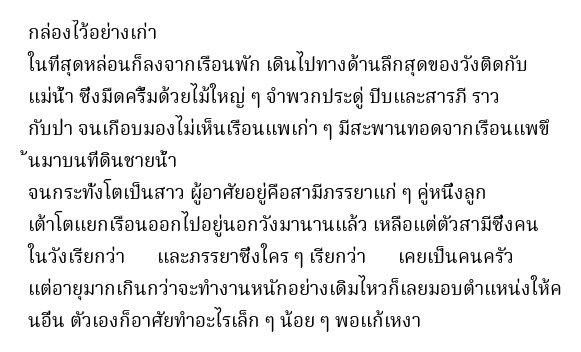 กล่องไว้อย่างเก่า
ในที่สุดหล่อนก็ลงจากเรือนพัก เดินไปทางด้านลึกสุดของวังติดกับ
แม่น้ำ ซึ่งมืดครึ้มด้วยไม้ใหญ่ ๆ จำพวกประดู่ ปีบและสารภี ราว
กับป่า จนเกือบมองไม่เห็นเรือนแพเก่า ๆ มีสะพานทอดจากเรือนแพขึ
้นมาบนที่ดินชายน้ำ
จนกระทั่งโตเป็นสาว ผู้อาศัยอยู่คือสามีภรรยาแก่ ๆ คู่หนึ่งลูก
เต้าโตแยกเรือนออกไปอยู่นอกวังมานานแล้ว เหลือแต่ตัวสามีซึ่งคน
ในวังเรียกว่า และภรรยาซึ่งใคร ๆ เรียกว่า เคยเป็นคนครัว
แต่อายุมากเกินกว่าจะทำงานหนักอย่างเดิมไหวก็เลยมอบตำแหน่งให้ค
นอื่น ตัวเองก็อาศัยทำอะไรเล็ก ๆ น้อย ๆ พอแก้เหงา